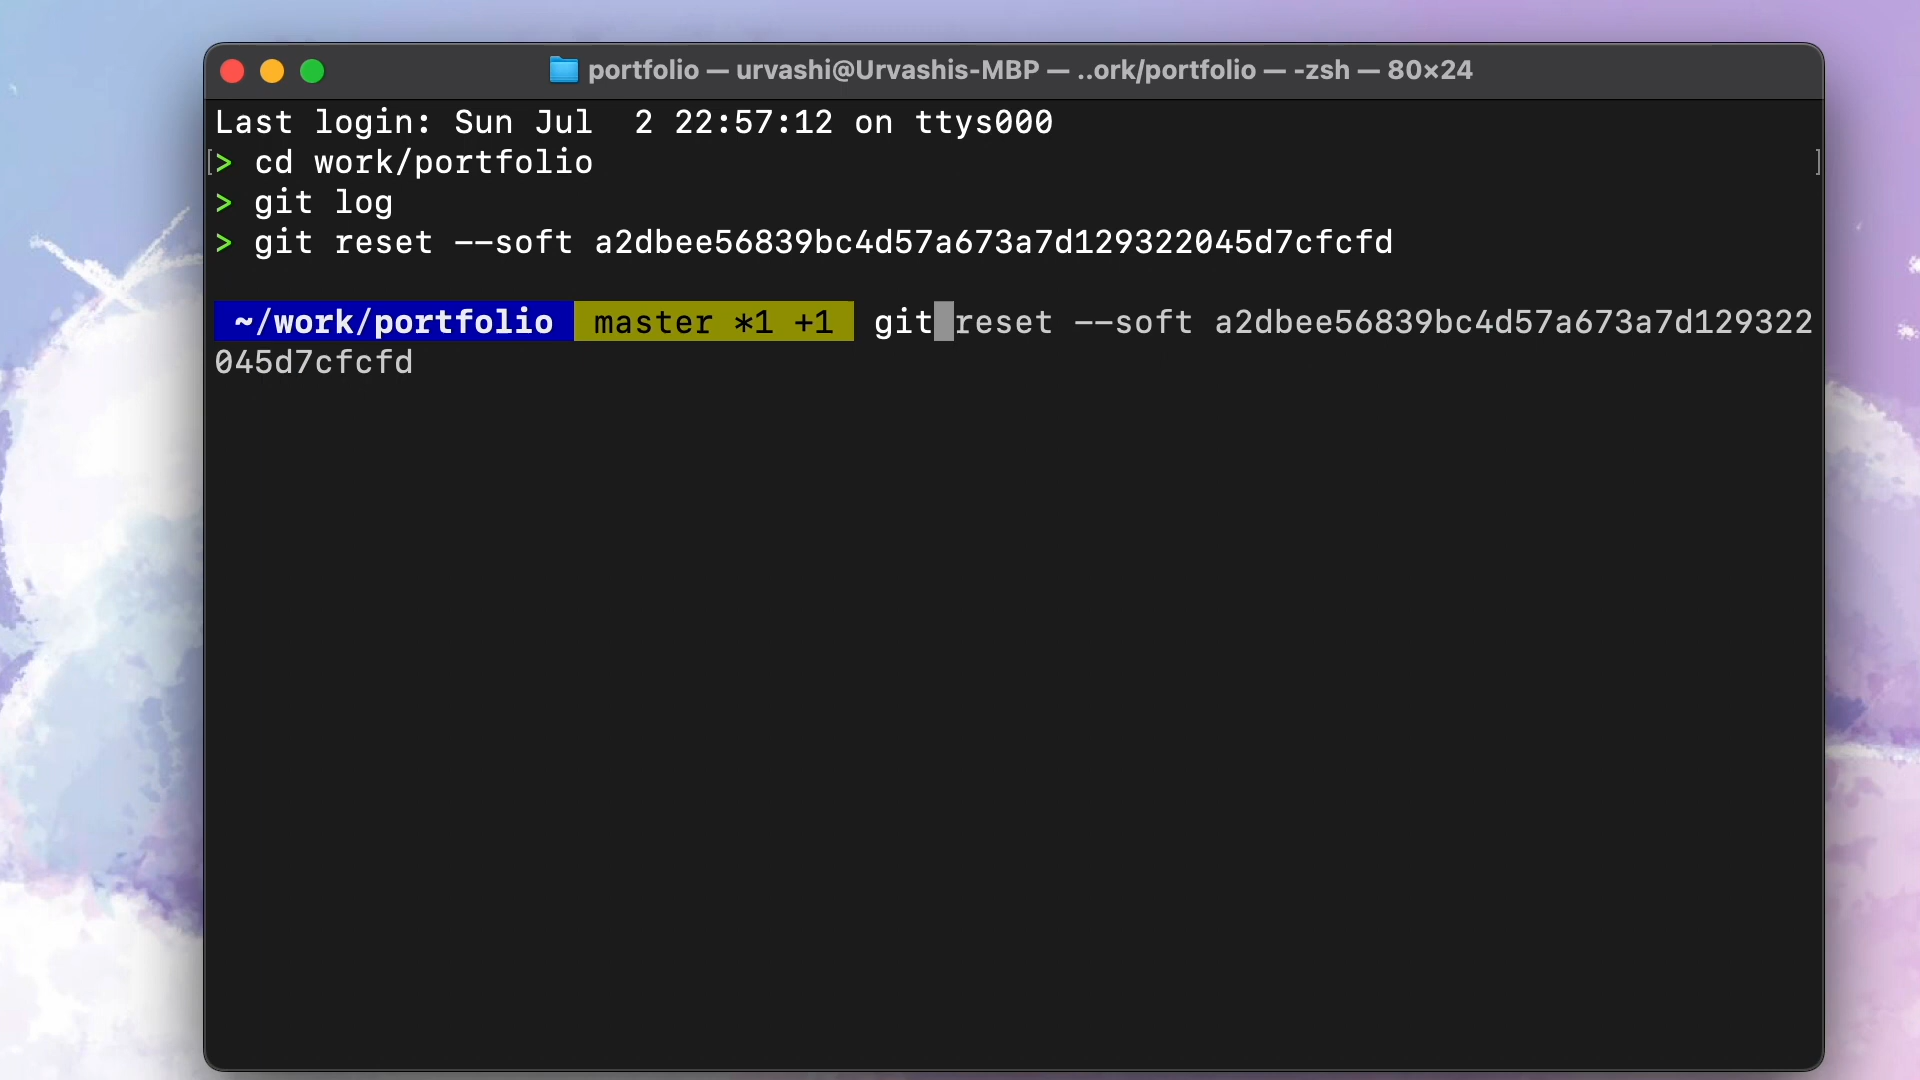 portfolio — urvashi@Urvashis-MBP — ..ork/portfolio — -zsh — 80×24
Last login: Sun Jul  2 22:57:12 on ttys000
[> cd work/portfolio ]
> git log
> git reset --soft a2dbee56839bc4d57a673a7d129322045d7cfcfd
~/work/portfolio master *1 +1 git reset --soft a2dbee56839bc4d57a673a7d129322
045d7cfcfd